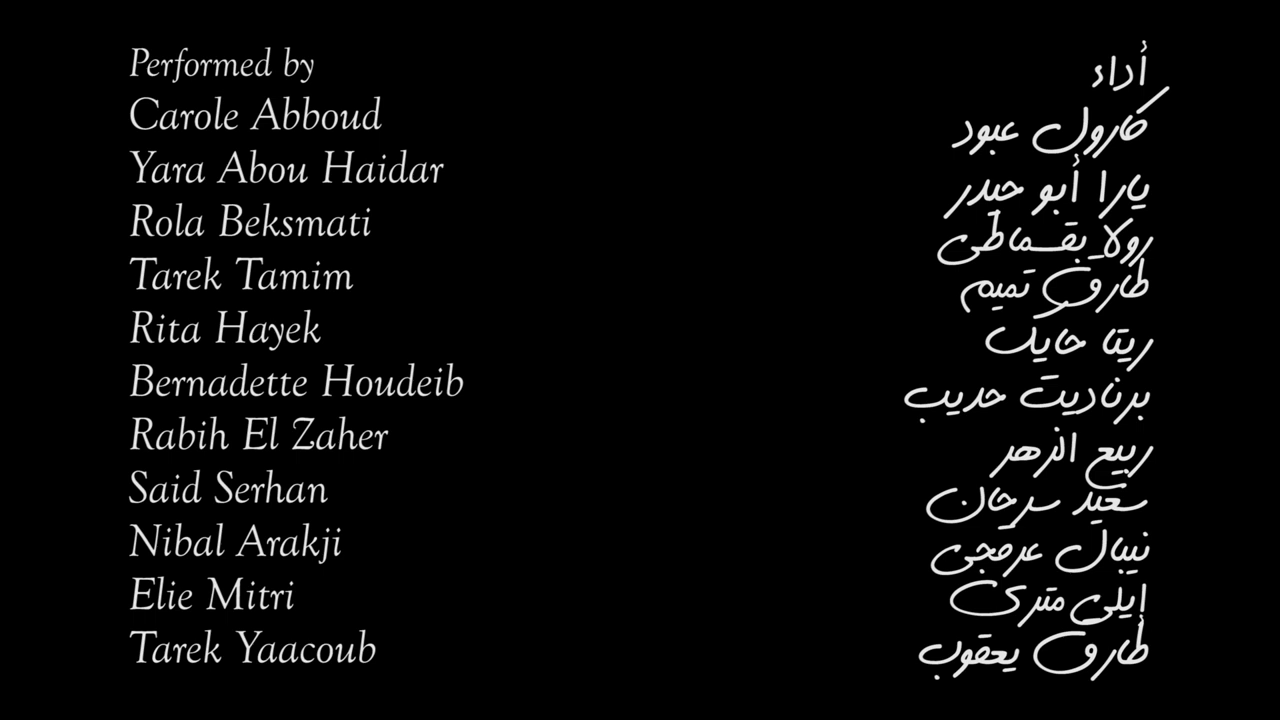 Performed by
Carole Abboud
Yara Abou Haidar
Rola Beksmati
Tarek Tamim
Rita Hayek
Bernadette Houdeib
Rabih El Zaher
Said Serhan
Nibal Arakji
Elie Mitri
Tarek Yaacoub
أداء
كارول عبود
يارا أبو حيدر
رولا بقسماطي
طارق تميم
ريتا حايك
برناديت حديب
ربيع الزهر
سعيد سرحان
نيبال عرقجي
إيلي متري
طارق يعقوب